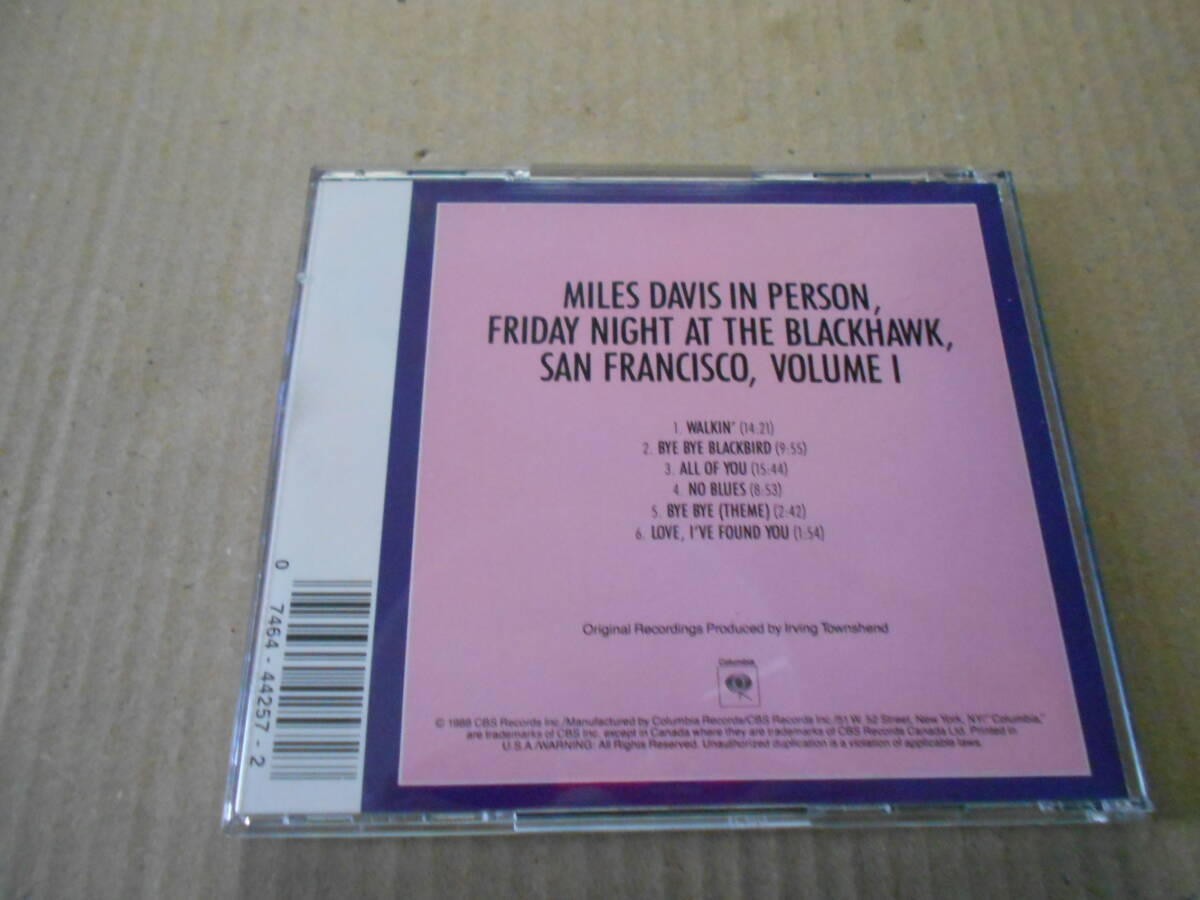 MILES DAVIS IN PERSON,
FRIDAY NIGHT AT THE BLACKHAWK,
SAN FRANCISCO, VOLUME I
1. WALKIN' (14:21)
2. BYE BYE BLACKBIRD (9:55)
3. ALL OF YOU (15:44)
4. NO BLUES (8:53)
5. BYE BYE (THEME) (2:42)
6. LOVE, I'VE FOUND YOU (1:54)
Original Recordings Produced by Irving Townshend
Columbia
© 1988 CBS Records Inc./Manufactured by Columbia Records/CBS Records Inc./51 W. 52 Street, New York, NY/"Columbia,"
are trademarks of CBS Inc. except in Canada where they are trademarks of CBS Records Canada Ltd. Printed in
U.S.A./WARNING: All Rights Reserved. Unauthorized duplication is a violation of applicable laws.
0 7464-44257-2